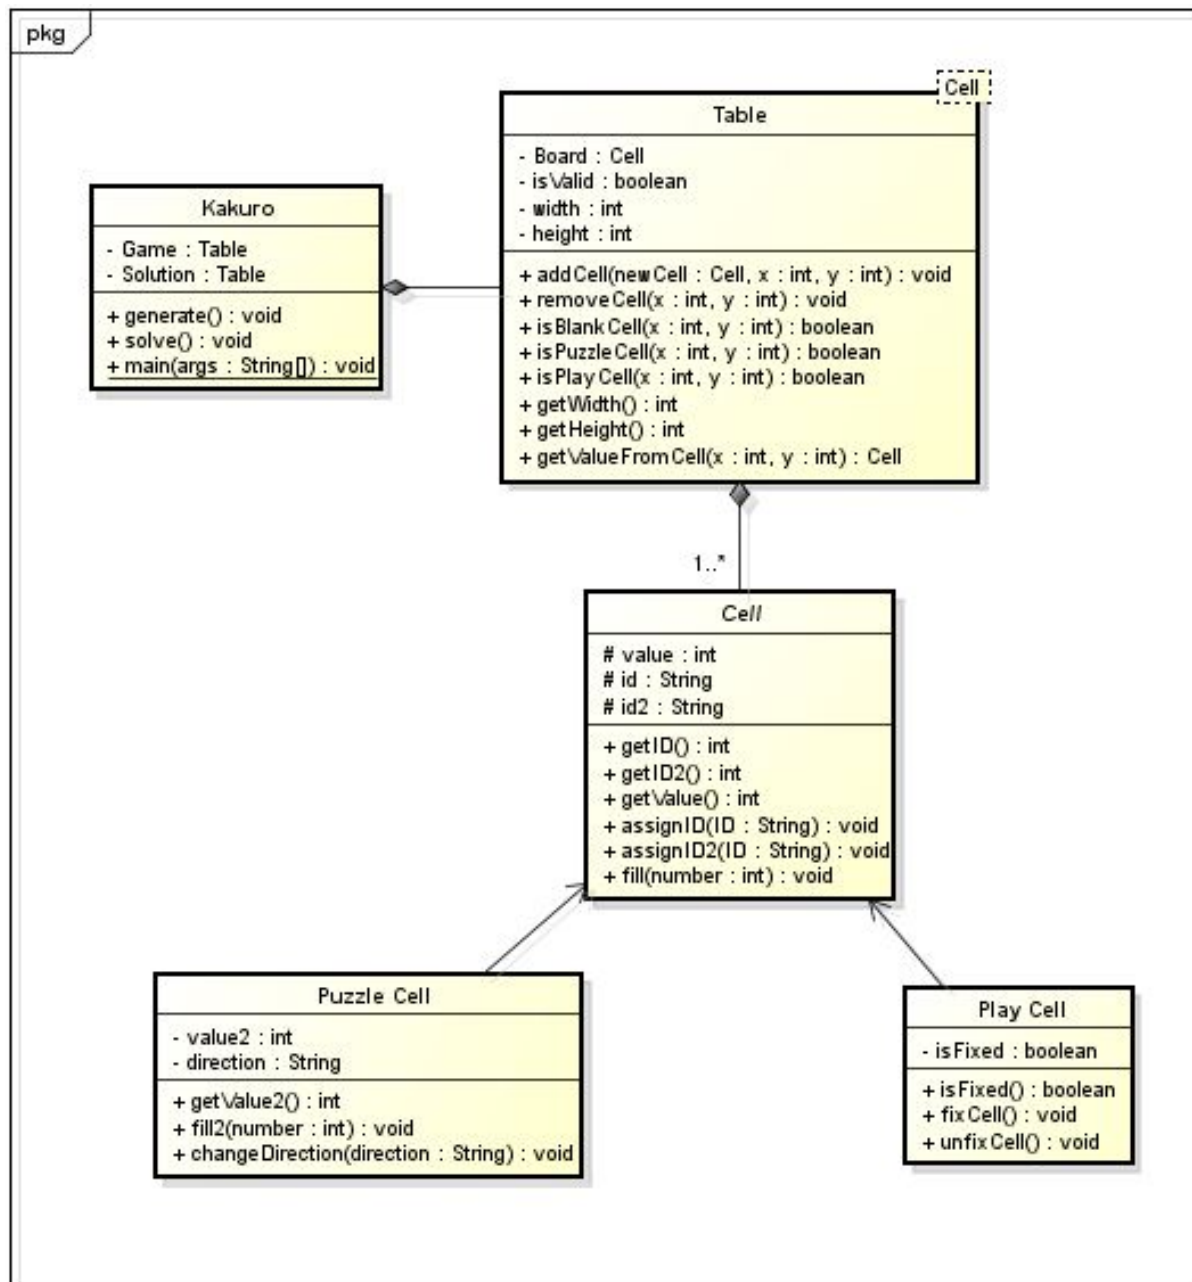 pkg
Cell
Table
- Board : Cell
- isValid : boolean
- width : int
- height : int
+ addCell(newCell : Cell, x : int, y : int) : void
+ removeCell(x : int, y : int) : void
+ isBlankCell(x : int, y : int) : boolean
+ isPuzzleCell(x : int, y : int) : boolean
+ isPlayCell(x : int, y : int) : boolean
+ getWidth() : int
+ getHeight() : int
+ getValueFromCell(x : int, y : int) : Cell
Kakuro
- Game : Table
- Solution : Table
+ generate() : void
+ solve() : void
+ main(args : String[]) : void
1..*
Cell
# value : int
# id : String
# id2 : String
+ getID() : int
+ getID2() : int
+ getValue() : int
+ assignID(ID : String) : void
+ assignID2(ID : String) : void
+ fill(number : int) : void
Puzzle Cell
- value2 : int
- direction : String
+ getValue2() : int
+ fill2(number : int) : void
+ changeDirection(direction : String) : void
Play Cell
- isFixed : boolean
+ isFixed() : boolean
+ fixCell() : void
+ unfixCell() : void